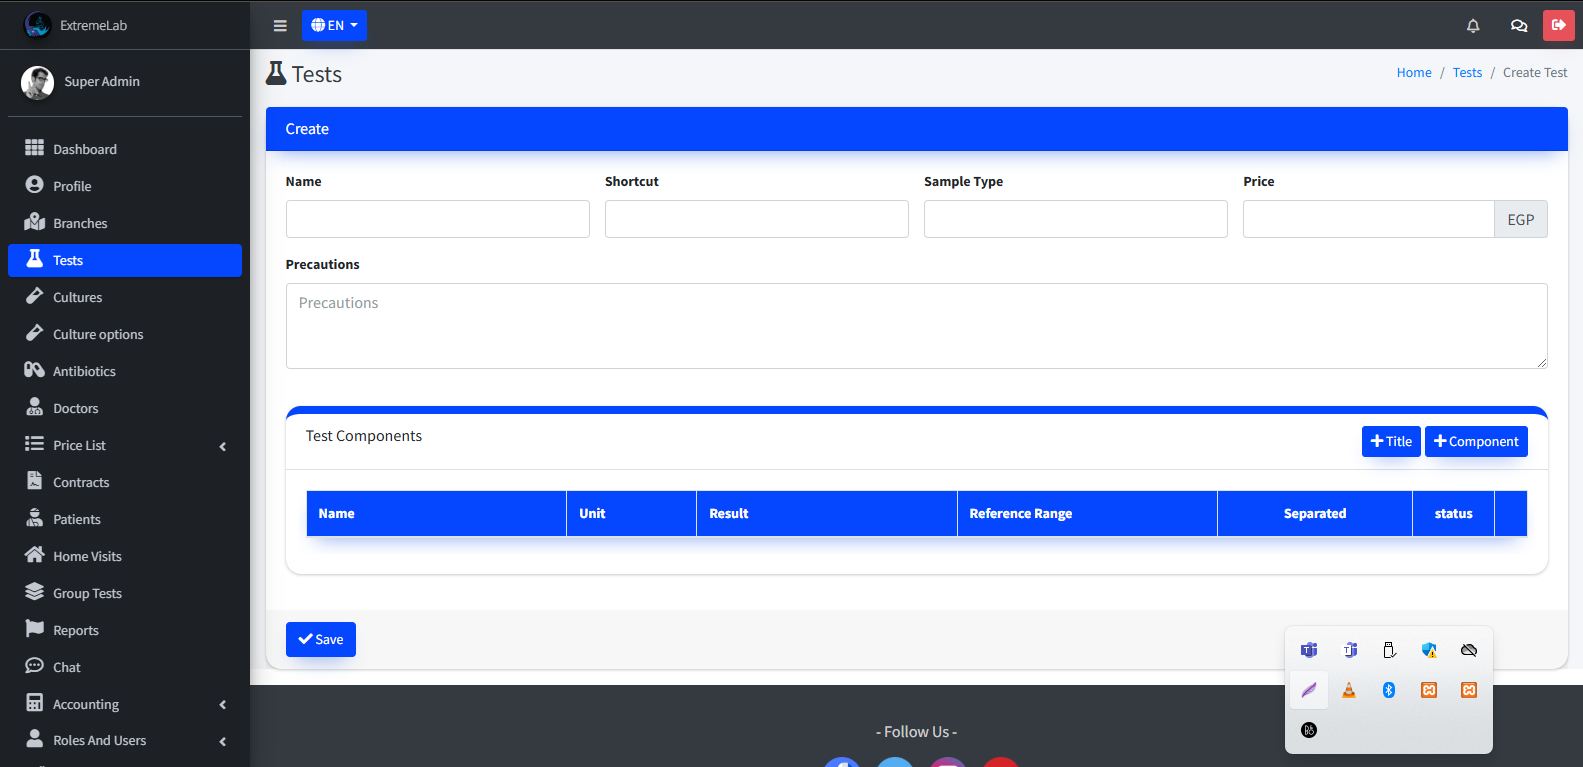 ExtremeLab
EN
Super Admin
Dashboard
Profile
Branches
Tests
Cultures
Culture options
Antibiotics
Doctors
Price List
Contracts
Patients
Home Visits
Group Tests
Reports
Chat
Accounting
Roles And Users
Tests
Home / Tests / Create Test
Create
Name Shortcut Sample Type Price
EGP
Precautions
Precautions
Test Components
Title Component
Name Unit Result Reference Range Separated status
Save
- Follow Us -